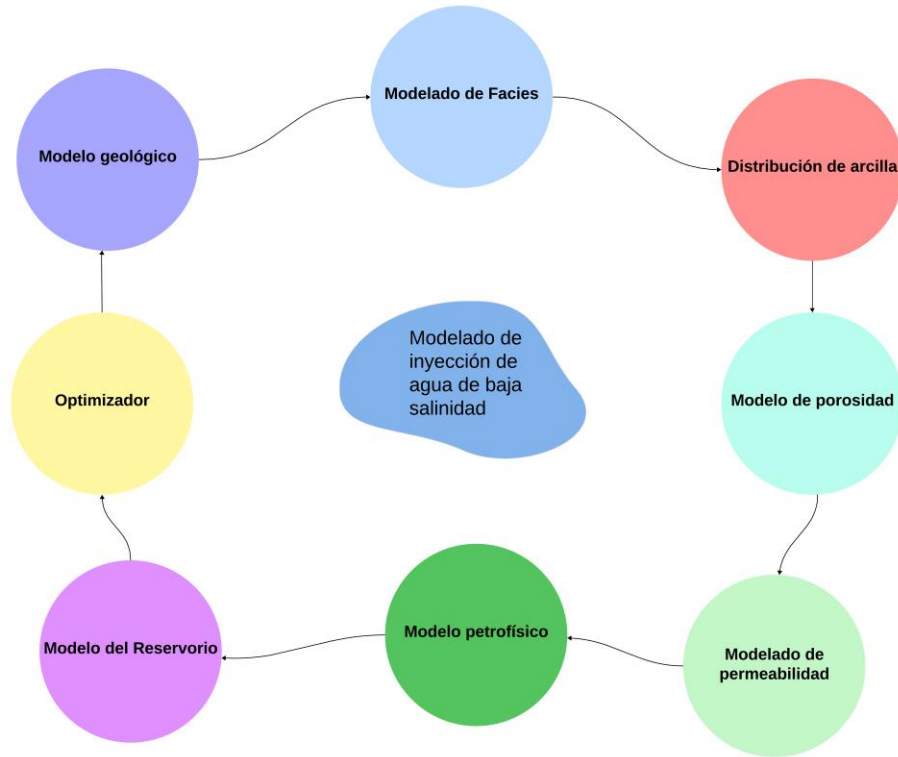 Modelado de Facies
Modelo geológico
Distribución de arcilla
Modelado de
inyección de
agua de baja
salinidad
Optimizador
Modelo de porosidad
Modelo petrofísico
Modelo del Reservorio
Modelado de
permeabilidad